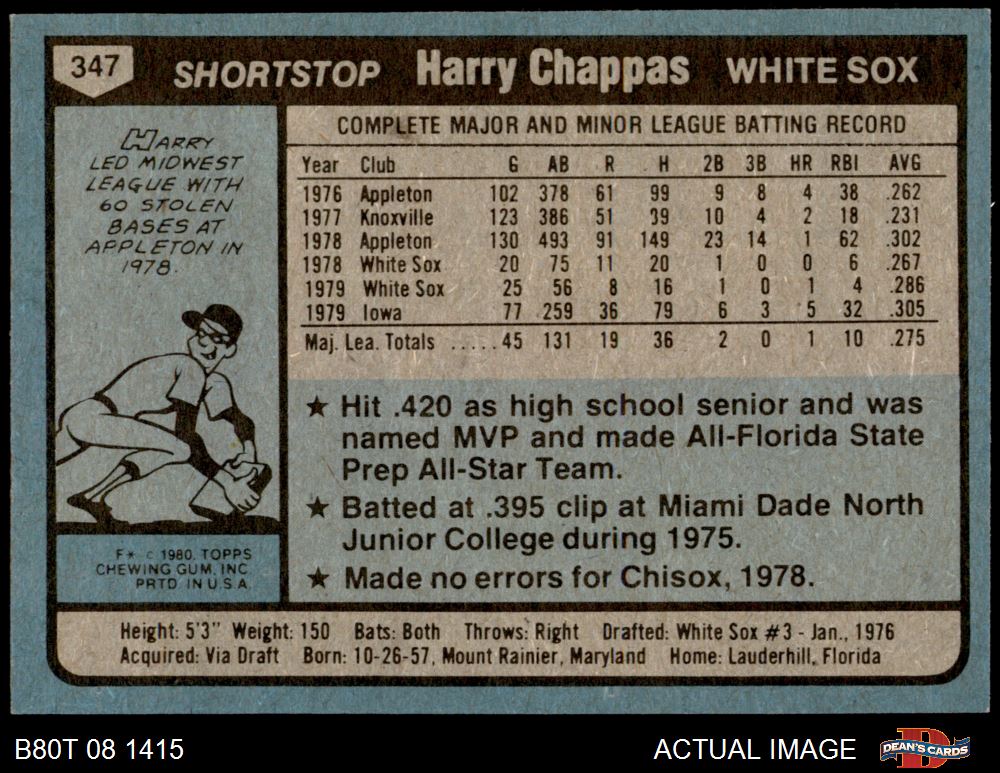 347 SHORTSTOP Harry Chappas WHITE SOX
HARRY
LED MIDWEST
LEAGUE WITH
60 STOLEN
BASES AT
APPLETON IN
1978.
F* © 1980. TOPPS
CHEWING GUM, INC.
PRTD. IN U.S.A.
COMPLETE MAJOR AND MINOR LEAGUE BATTING RECORD
Year Club G AB R H 2B 3B HR RBI AVG
1976 Appleton 102 378 61 99 9 8 4 38 .262
1977 Knoxville 123 386 51 39 10 4 2 18 .231
1978 Appleton 130 493 91 149 23 14 1 62 .302
1978 White Sox 20 75 11 20 1 0 0 6 .267
1979 White Sox 25 56 8 16 1 0 1 4 .286
1979 Iowa 77 259 36 79 6 3 5 32 .305
Maj. Lea. Totals .....45 131 19 36 2 0 1 10 .275
★ Hit .420 as high school senior and was
named MVP and made All-Florida State
Prep All-Star Team.
★ Batted at .395 clip at Miami Dade North
Junior College during 1975.
★ Made no errors for Chisox, 1978.
Height: 5'3" Weight: 150 Bats: Both Throws: Right Drafted: White Sox #3 - Jan., 1976
Acquired: Via Draft Born: 10-26-57, Mount Rainier, Maryland Home: Lauderhill, Florida
B80T 08 1415 ACTUAL IMAGE DEAN'S CARDS